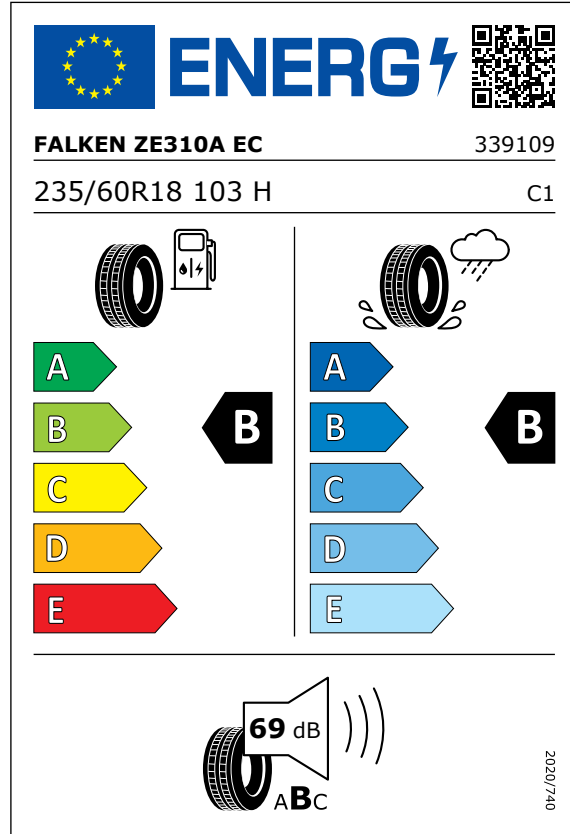 ENERG
FALKEN ZE310A EC 339109
235/60R18 103 H C1
A
B
C
D
E
B
A
B
C
D
E
B
69 dB
ABC
2020/740